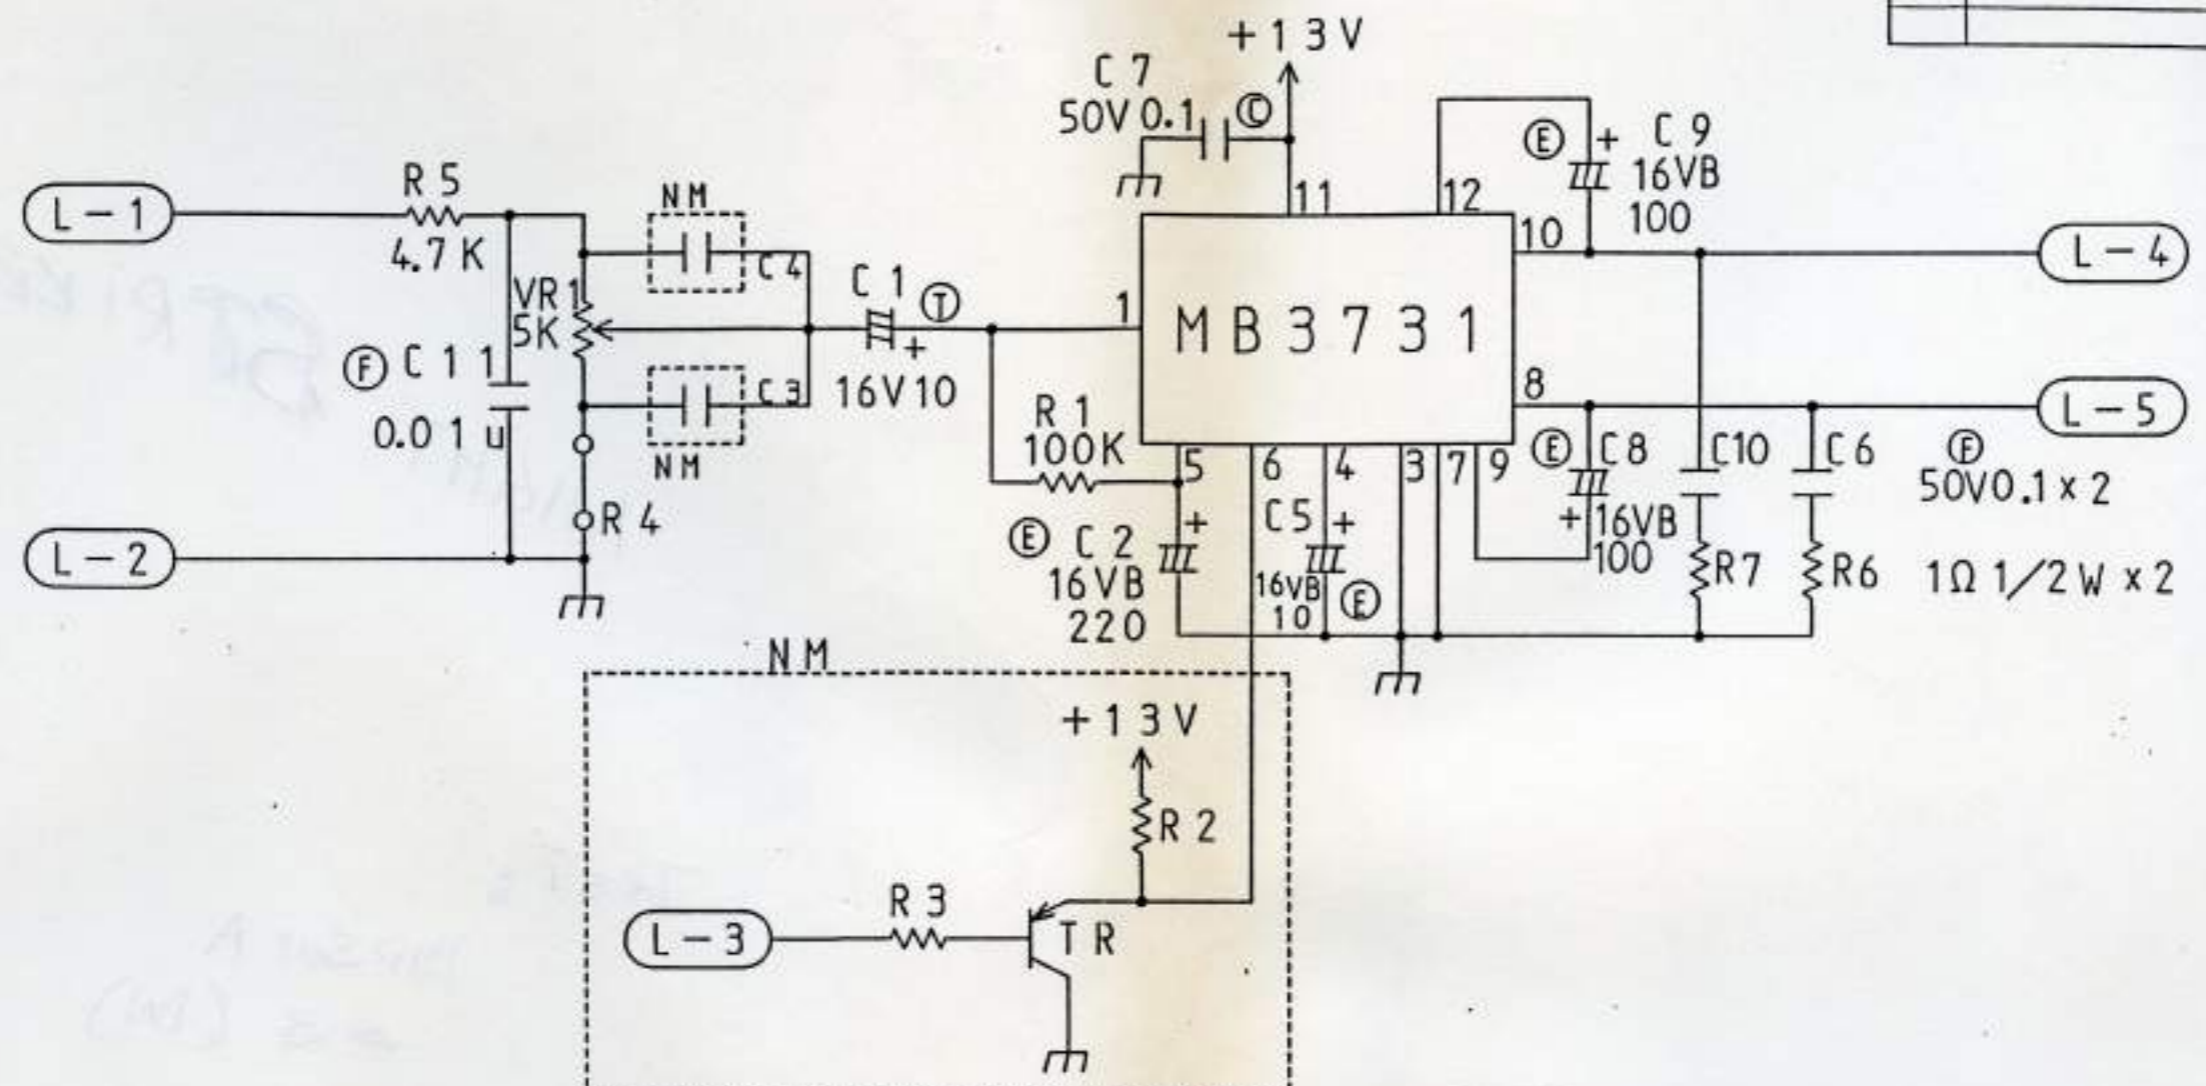 +13V
C7
50V 0.1 Ⓒ
11
12
Ⓔ + C9
16VB
100
L-1
R5
4.7K
NM
C4
VR1
5K
Ⓕ C11
0.01u
C3
NM
C1 Ⓣ
+
16V10
1
MB3731
10
L-4
8
L-5
R1
100K
5
6
4
3
7
9
Ⓔ C8
+ 16VB
100
C10
C6
Ⓕ
50V0.1×2
R7
R6
1Ω 1/2W×2
R4
L-2
Ⓔ C2 +
16VB
220
C5 +
16VB
10 Ⓔ
NM
+13V
R2
R3
L-3
TR